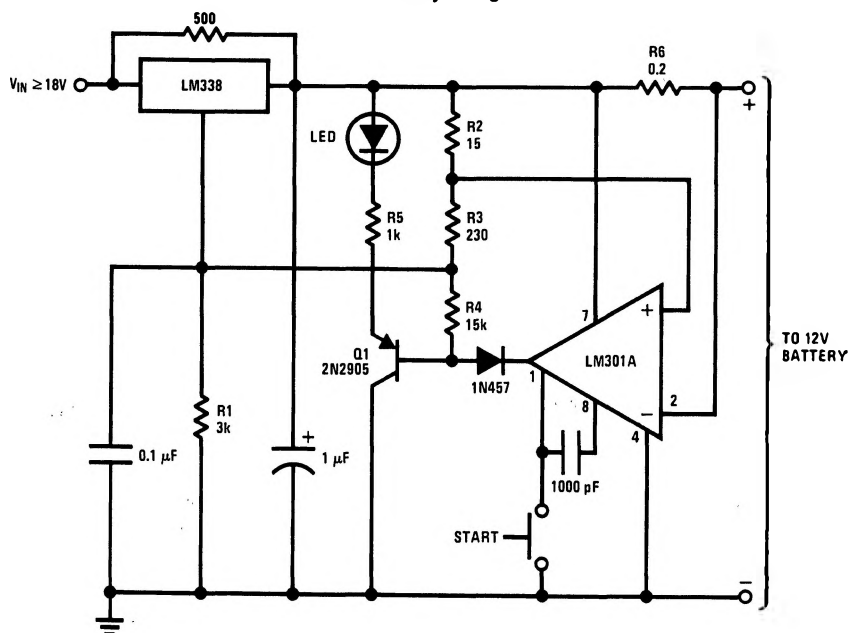 500
V_IN ≥ 18V
LM338
R6
0.2
+
LED
R2
15
R5
1k
R3
230
R4
15k
7
+
LM301A
TO 12V
BATTERY
Q1
2N2905
1N457
1
8
4
−
2
R1
3k
0.1 μF
+
1 μF
1000 pF
START
−